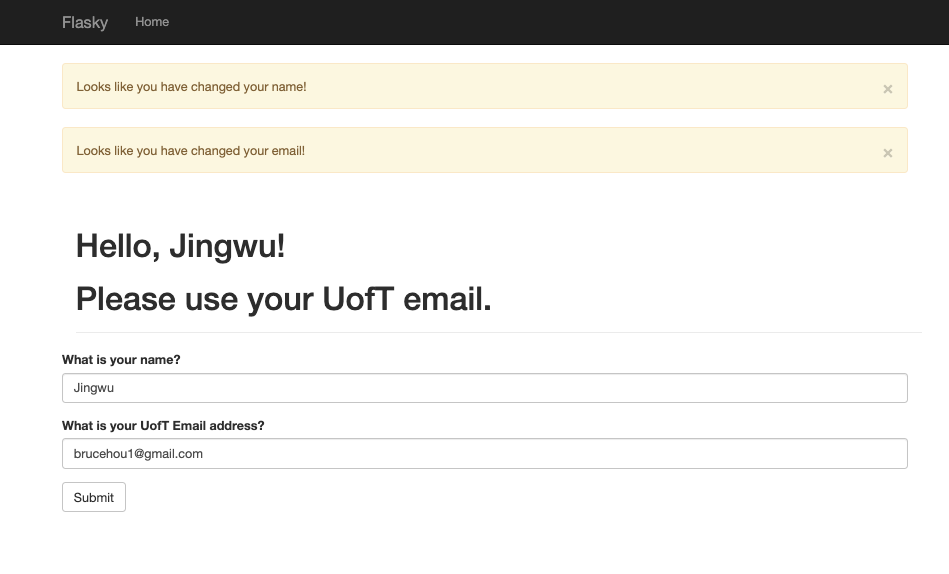 Flasky Home
Looks like you have changed your name!
×
Looks like you have changed your email!
×
Hello, Jingwu!
Please use your UofT email.
What is your name?
Jingwu
What is your UofT Email address?
brucehou1@gmail.com
Submit